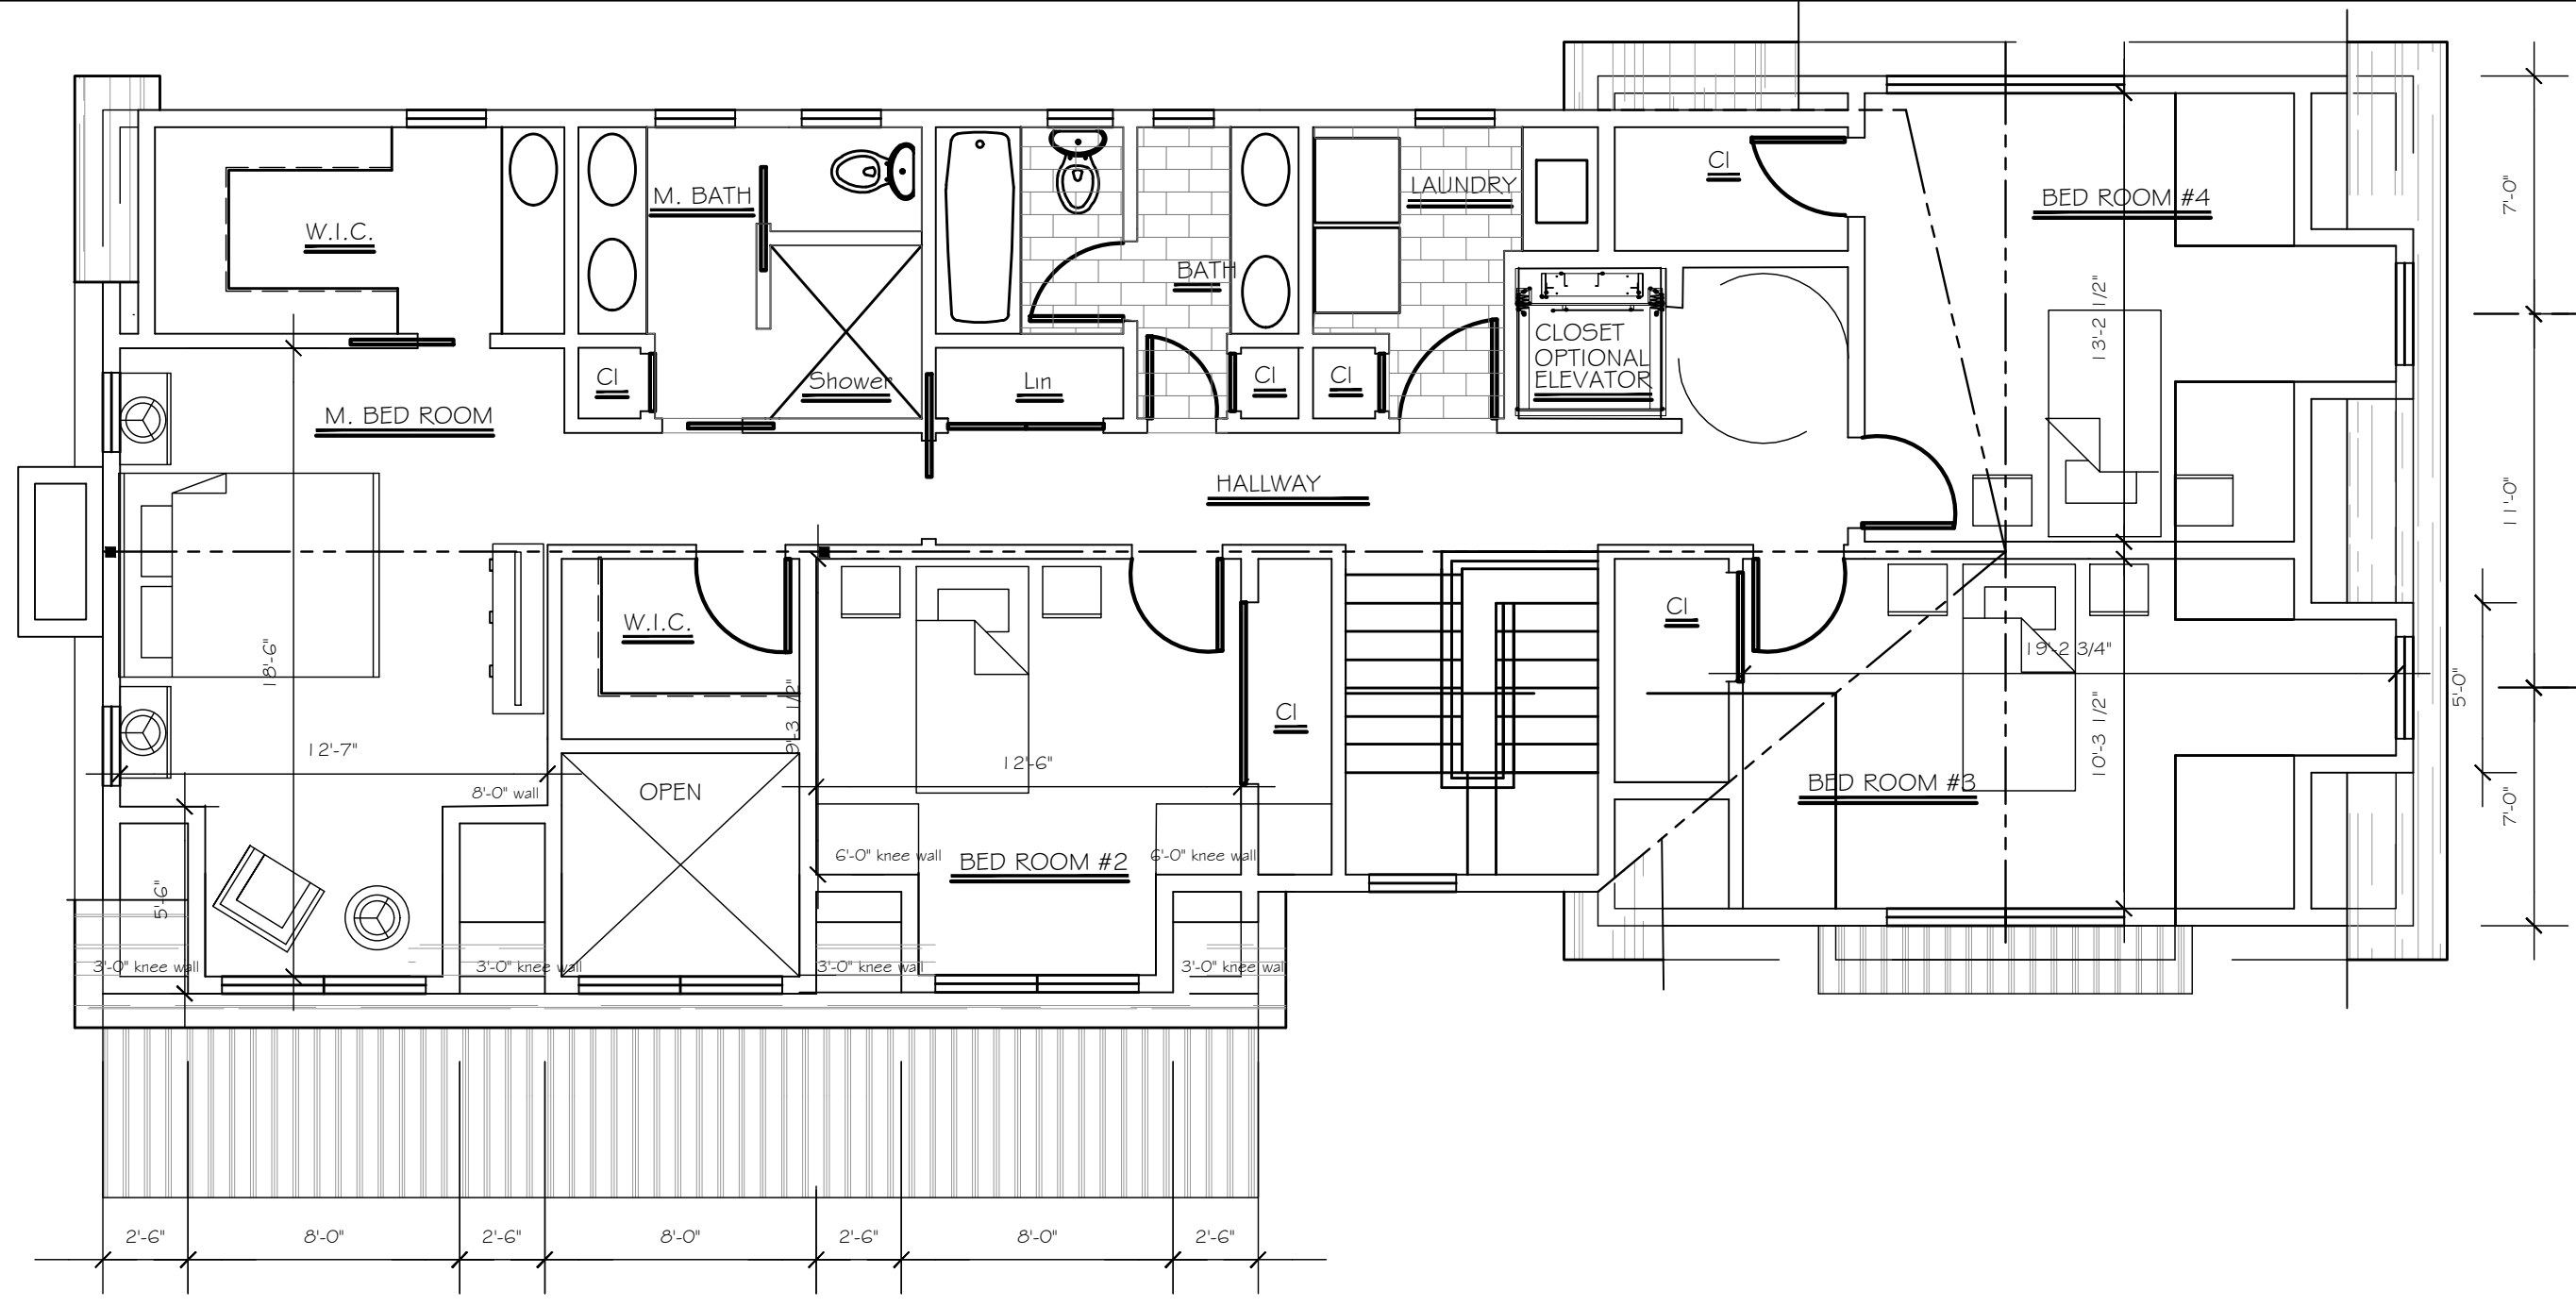 Cl
BED ROOM #4
7'-0"
M. BATH
LAUNDRY
W.I.C.
BATH
13'-2 1/2"
CLOSET
OPTIONAL
ELEVATOR
Cl
Shower
Lin
Cl
Cl
M. BED ROOM
HALLWAY
11'-0"
W.I.C.
Cl
18'-6"
19'-2 3/4"
5'-0"
9'-3 1/2"
Cl
10'-3 1/2"
12'-7"
12'-6"
8'-0" wall
OPEN
BED ROOM #3
7'-0"
6'-0" knee wall
BED ROOM #2
6'-0" knee wall
5'-6"
3'-0" knee wall
3'-0" knee wall
3'-0" knee wall
3'-0" knee wall
2'-6"
8'-0"
2'-6"
8'-0"
2'-6"
8'-0"
2'-6"